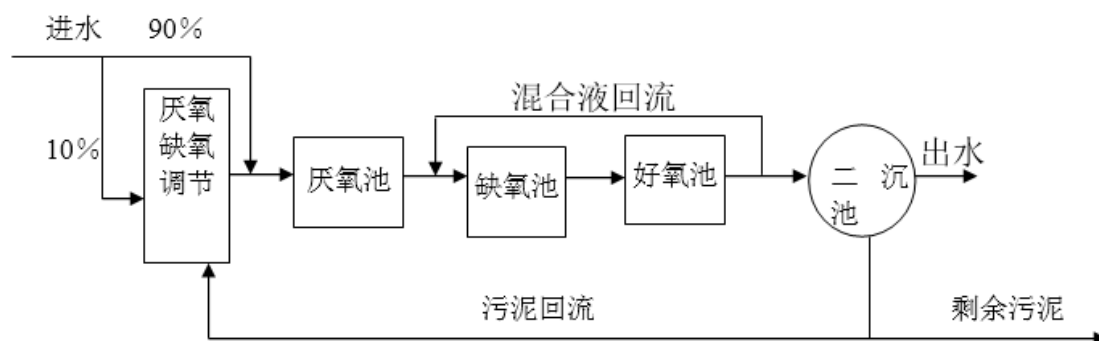 进水 90%
10%
厌氧
缺氧
调节
厌氧池
混合液回流
缺氧池
好氧池
二 沉
池
出水
污泥回流
剩余污泥